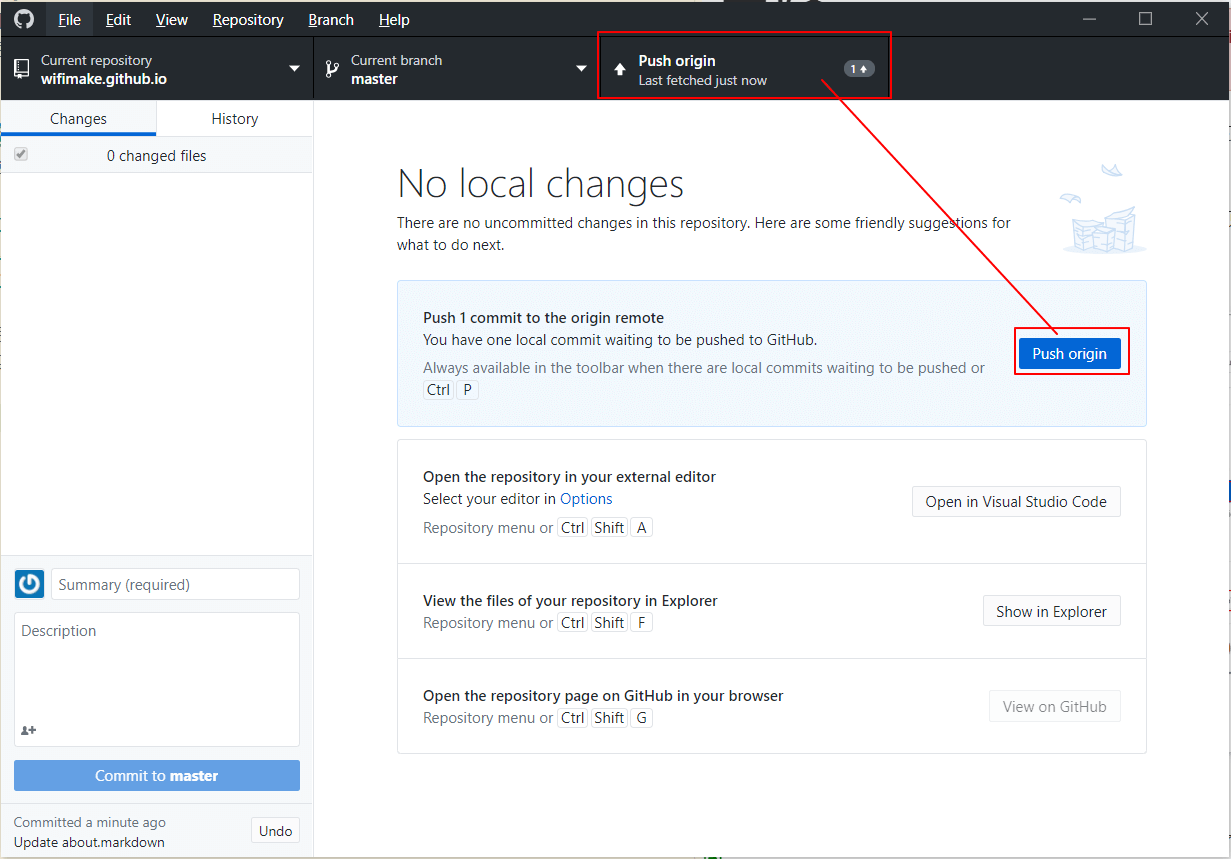 File Edit View Repository Branch Help
Current repository
wifimake.github.io
Current branch
master
Push origin
Last fetched just now
1
Changes History
0 changed files
No local changes
There are no uncommitted changes in this repository. Here are some friendly suggestions for
what to do next.
Push 1 commit to the origin remote
You have one local commit waiting to be pushed to GitHub.
Always available in the toolbar when there are local commits waiting to be pushed or
Ctrl P
Push origin
Open the repository in your external editor
Select your editor in Options
Repository menu or Ctrl Shift A
Open in Visual Studio Code
View the files of your repository in Explorer
Repository menu or Ctrl Shift F
Show in Explorer
Open the repository page on GitHub in your browser
Repository menu or Ctrl Shift G
View on GitHub
Summary (required)
Description
Commit to master
Committed a minute ago
Update about.markdown
Undo